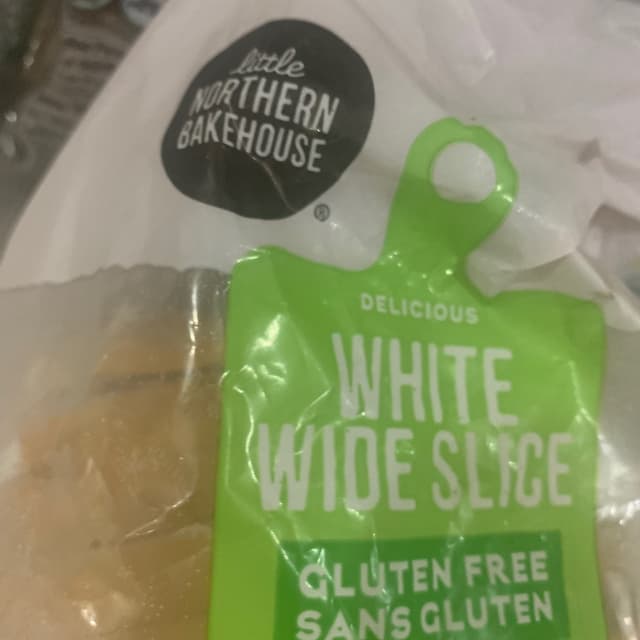 little
NORTHERN
BAKEHOUSE
®
DELICIOUS
WHITE
WIDE SLICE
GLUTEN FREE
SANS GLUTEN